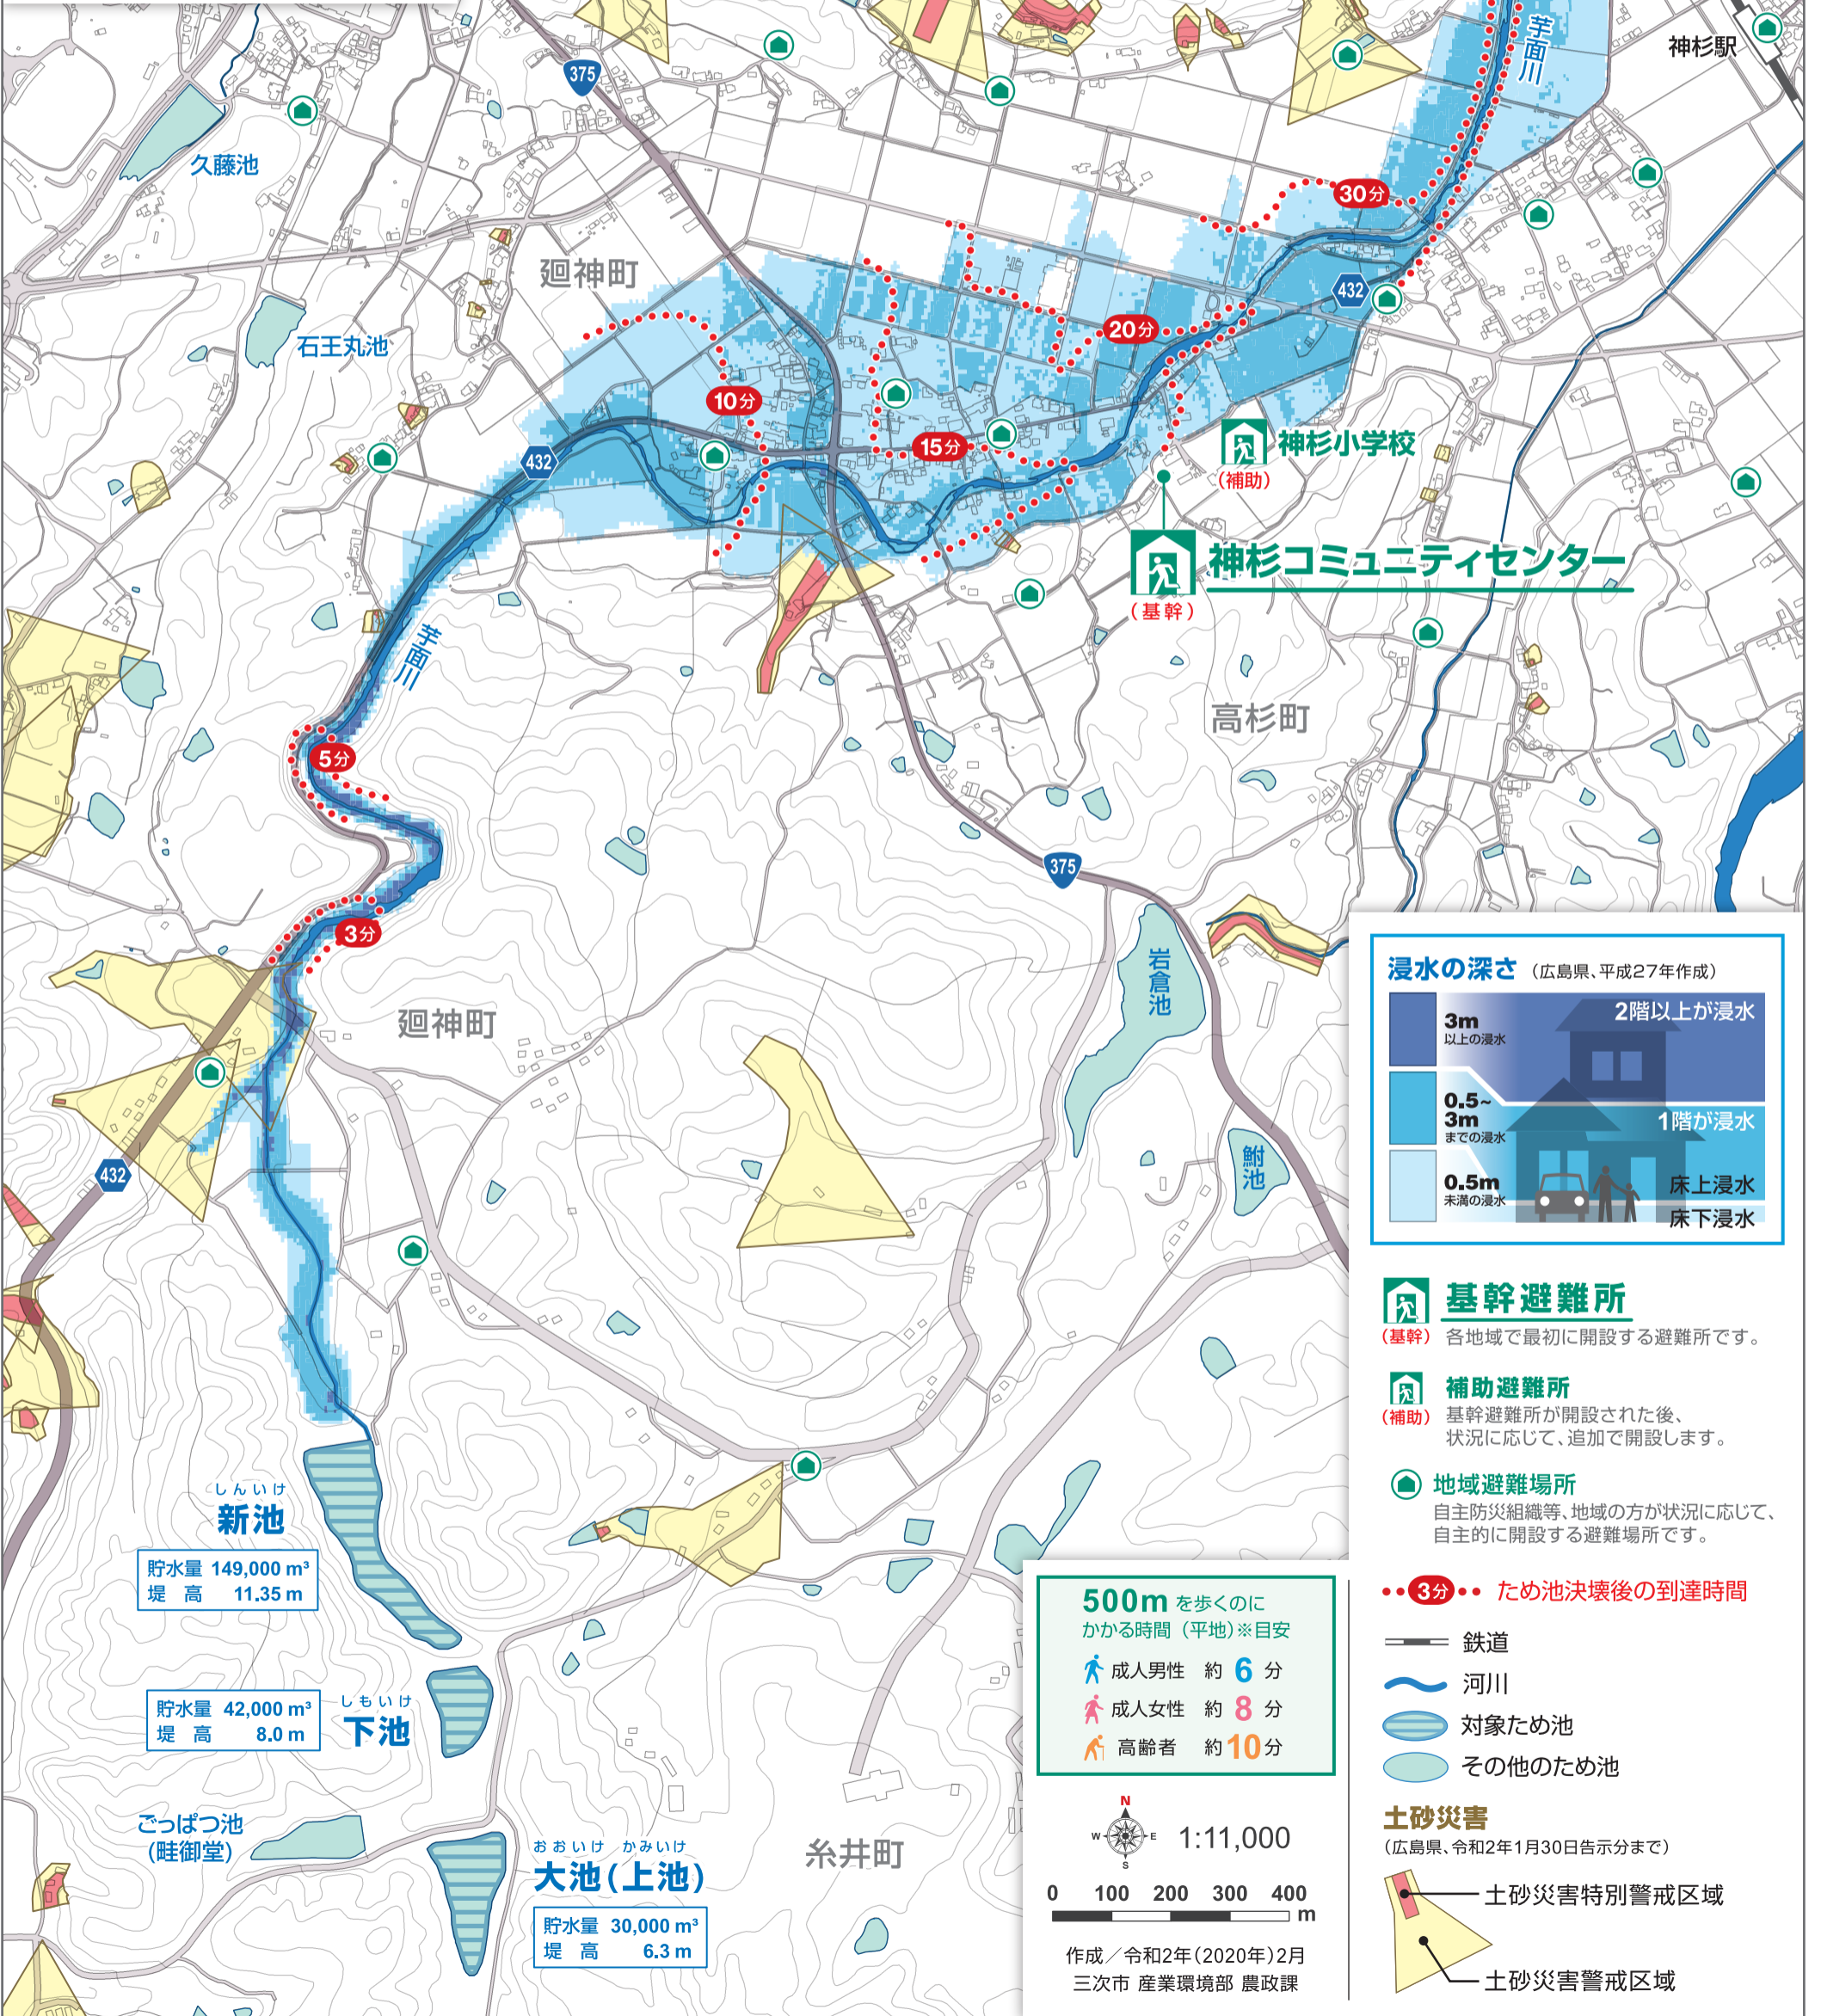 芋面川
神杉駅
375
久藤池
30分
廻神町
432
石王丸池
20分
10分
15分
432
神杉小学校
(補助)
神杉コミュニティセンター
(基幹)
芋面川
高杉町
5分
375
3分
岩倉池
廻神町
鮒池
432
しんいけ
新池
貯水量 149,000 m³
堤 高 11.35 m
しもいけ
下池
貯水量 42,000 m³
堤 高 8.0 m
ごっぱつ池
(畦御堂)
おおいけ かみいけ
大池(上池)
貯水量 30,000 m³
堤 高 6.3 m
糸井町
浸水の深さ (広島県、平成27年作成)
3m
以上の浸水
2階以上が浸水
0.5~
3m
までの浸水
1階が浸水
0.5m
未満の浸水
床上浸水
床下浸水
基幹避難所
(基幹) 各地域で最初に開設する避難所です。
補助避難所
(補助) 基幹避難所が開設された後、
状況に応じて、追加で開設します。
地域避難場所
自主防災組織等、地域の方が状況に応じて、
自主的に開設する避難場所です。
3分 ため池決壊後の到達時間
鉄道
河川
対象ため池
その他のため池
土砂災害
(広島県、令和2年1月30日告示分まで)
土砂災害特別警戒区域
土砂災害警戒区域
500m を歩くのに
かかる時間(平地)※目安
成人男性 約 6 分
成人女性 約 8 分
高齢者 約 10 分
N
W E
S
1:11,000
0 100 200 300 400
m
作成/令和2年(2020年)2月
三次市 産業環境部 農政課